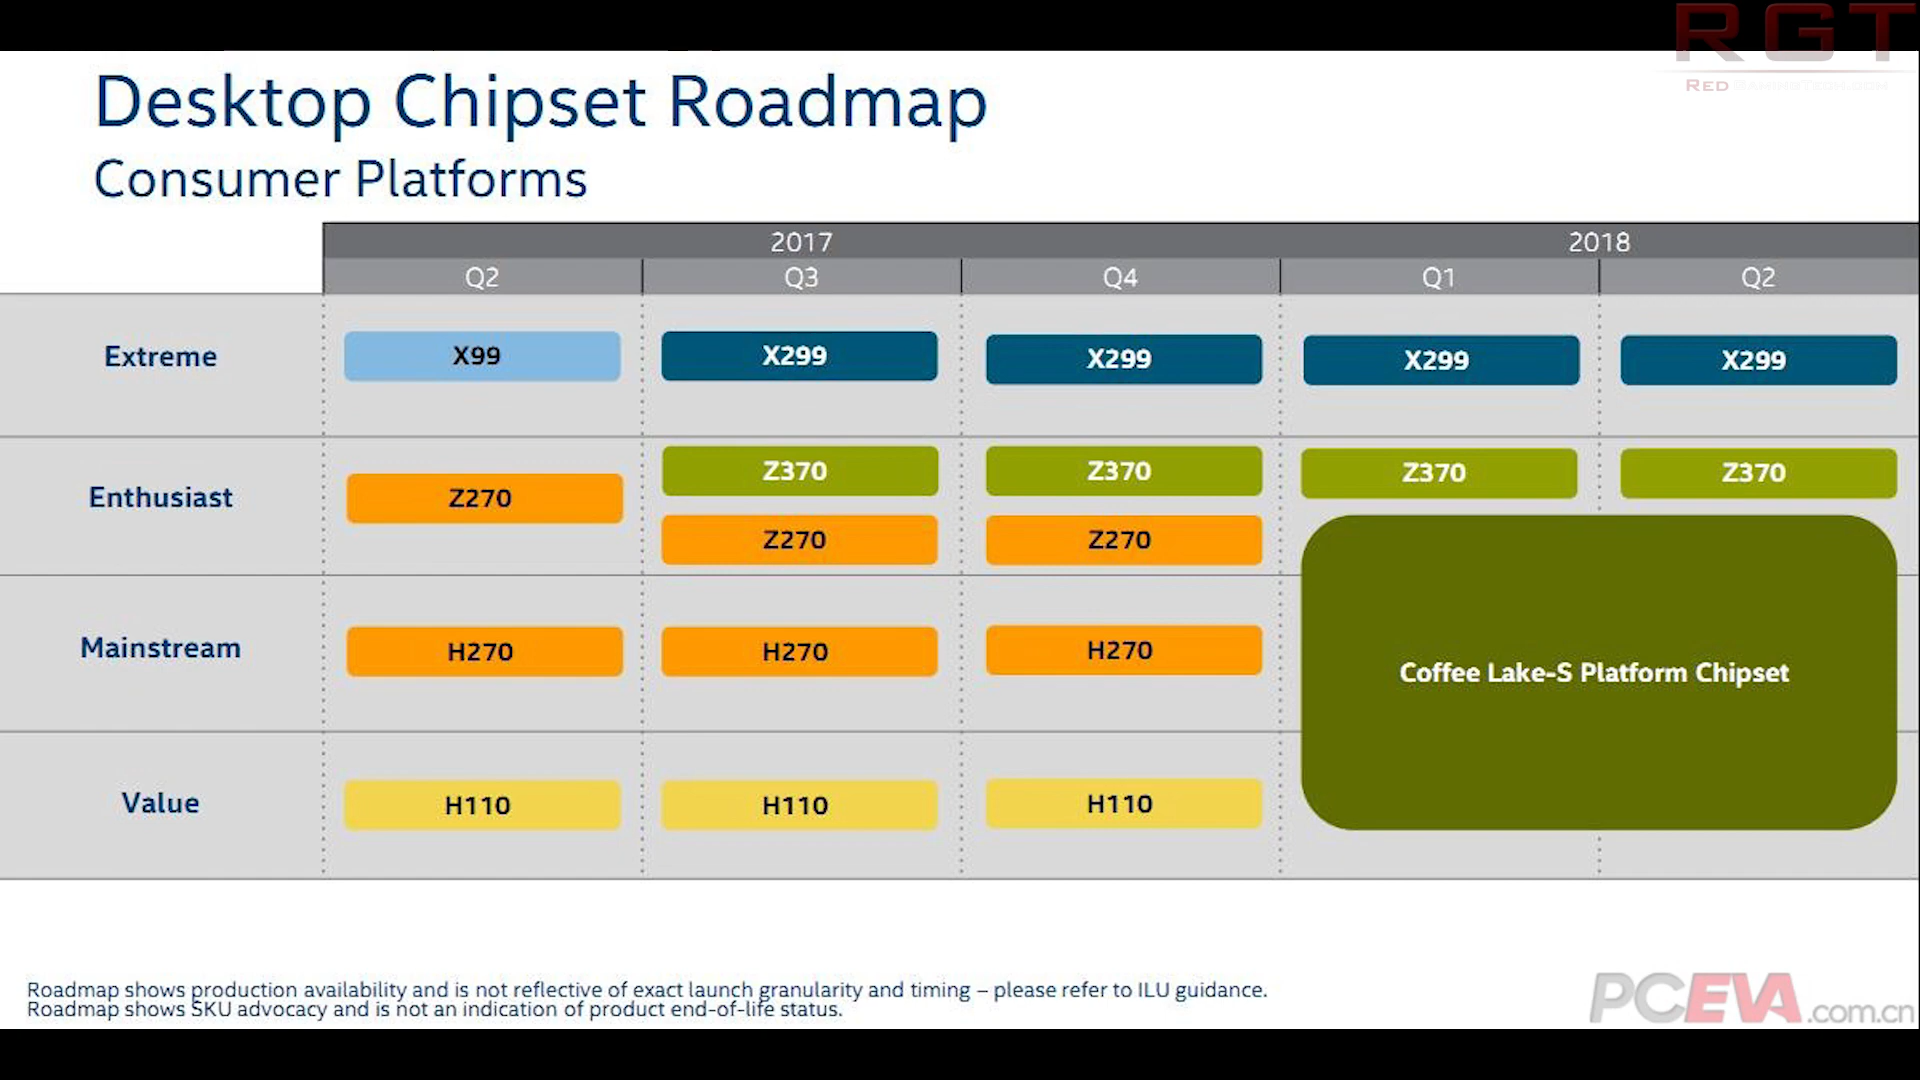 RGT
RED GAMINGTECH.COM
Desktop Chipset Roadmap
Consumer Platforms
2017 2018
Q2 Q3 Q4 Q1 Q2
Extreme X99 X299 X299 X299 X299
Enthusiast Z270 Z370 Z370 Z370 Z370
Z270 Z270
Mainstream H270 H270 H270
Coffee Lake-S Platform Chipset
Value H110 H110 H110
Roadmap shows production availability and is not reflective of exact launch granularity and timing – please refer to ILU guidance.
Roadmap shows SKU advocacy and is not an indication of product end-of-life status.
PCEVA.com.cn